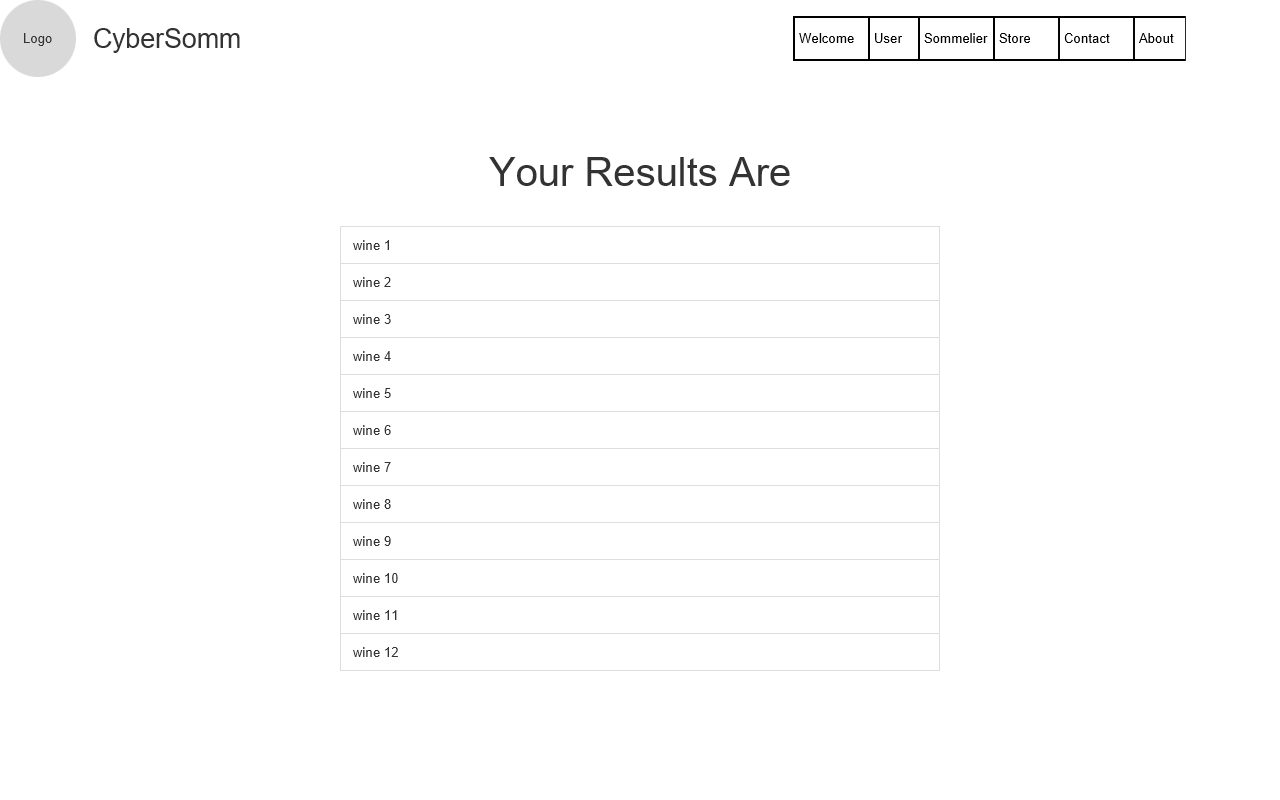 Logo CyberSomm Welcome User Sommelier Store Contact About
Your Results Are
wine 1
wine 2
wine 3
wine 4
wine 5
wine 6
wine 7
wine 8
wine 9
wine 10
wine 11
wine 12